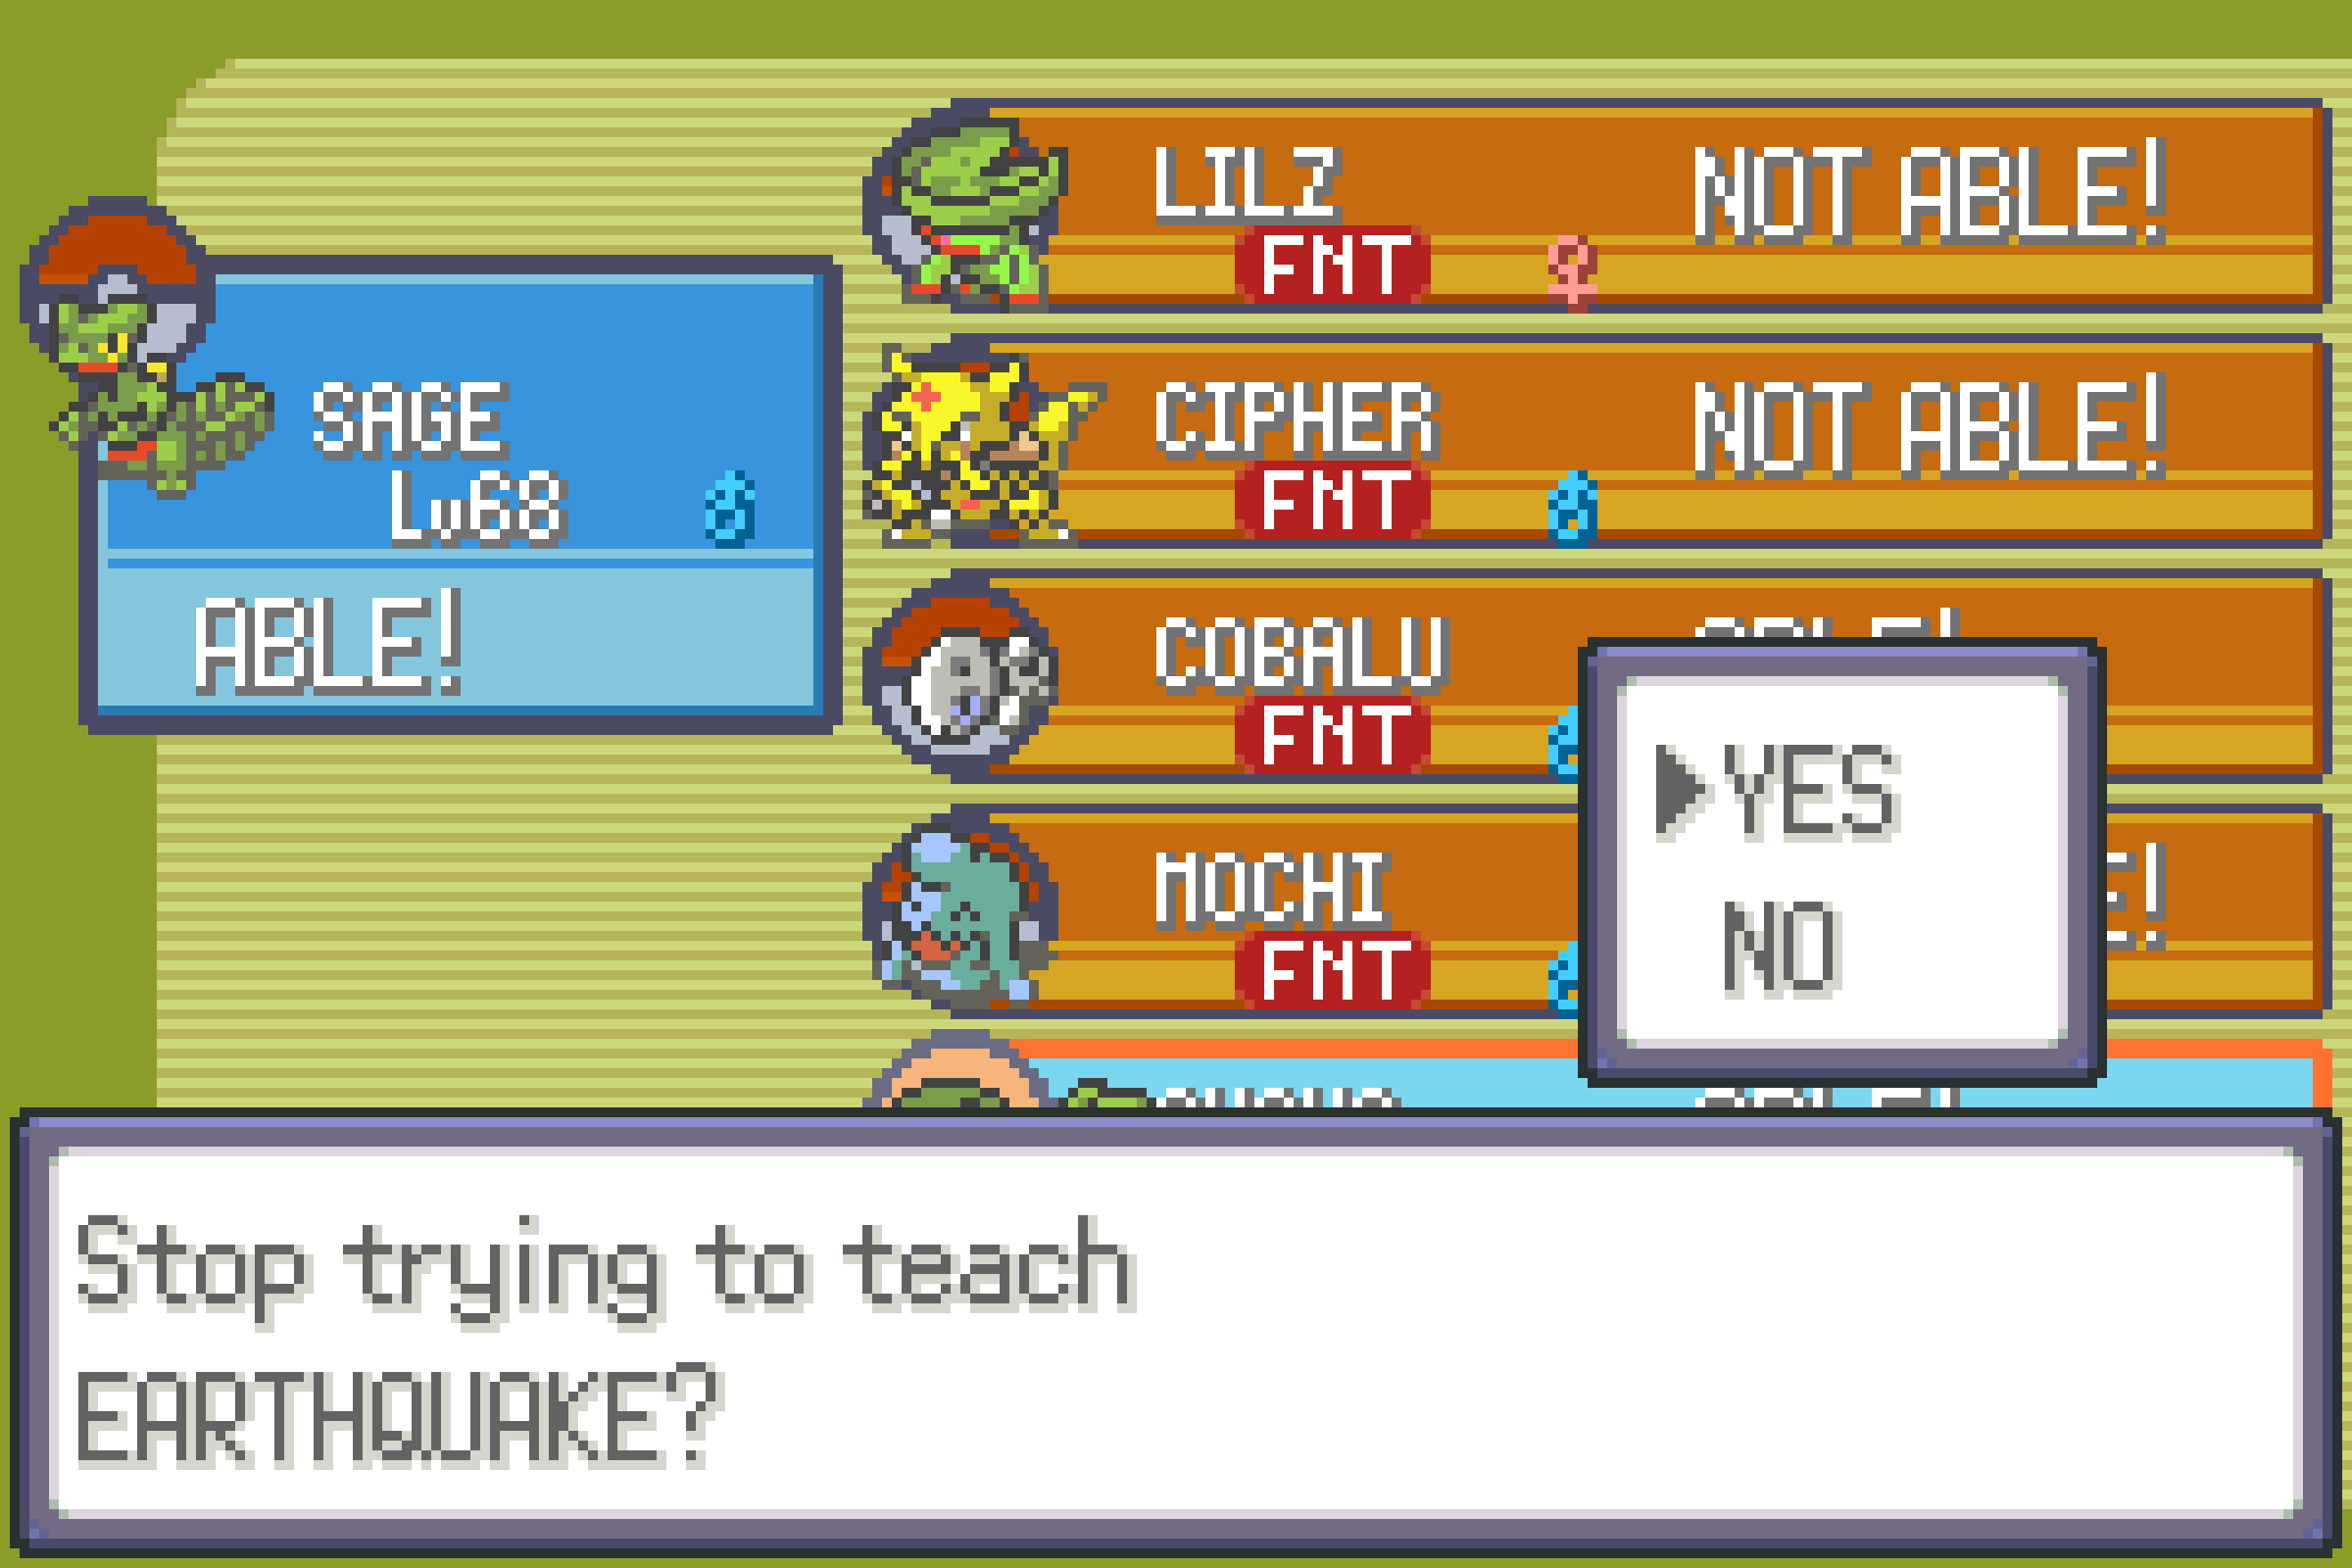 LILZ NOT ABLE!
FNT ♀
SAGE
Lv68 ♂
ABLE!
CIPHER NOT ABLE!
FNT ♂
COBALU
FNT
MOCHI
FNT
YES
NO
Stop trying to teach
EARTHQUAKE?